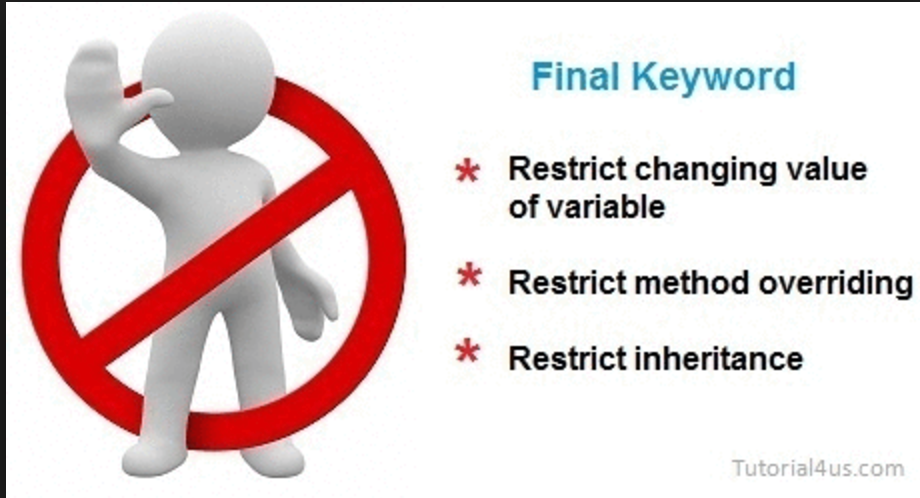 Final Keyword
* Restrict changing value
of variable
* Restrict method overriding
* Restrict inheritance
Tutorial4us.com